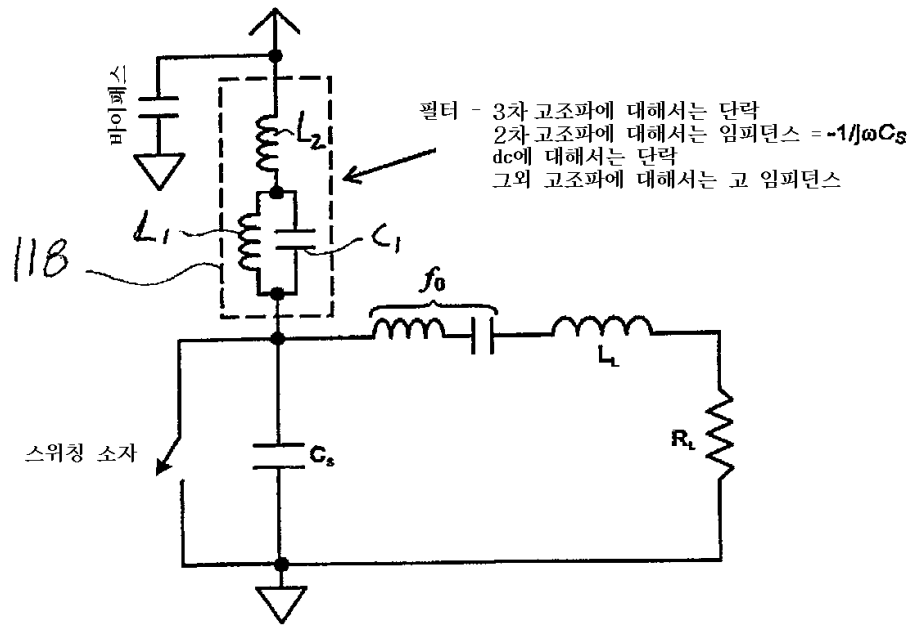 바이패스
L2
필터 - 3차 고조파에 대해서는 단락
2차 고조파에 대해서는 임피던스 = -1/jωCS
dc에 대해서는 단락
그외 고조파에 대해서는 고 임피던스
L1
C1
118
f0
LL
RL
스위칭 소자
Cs